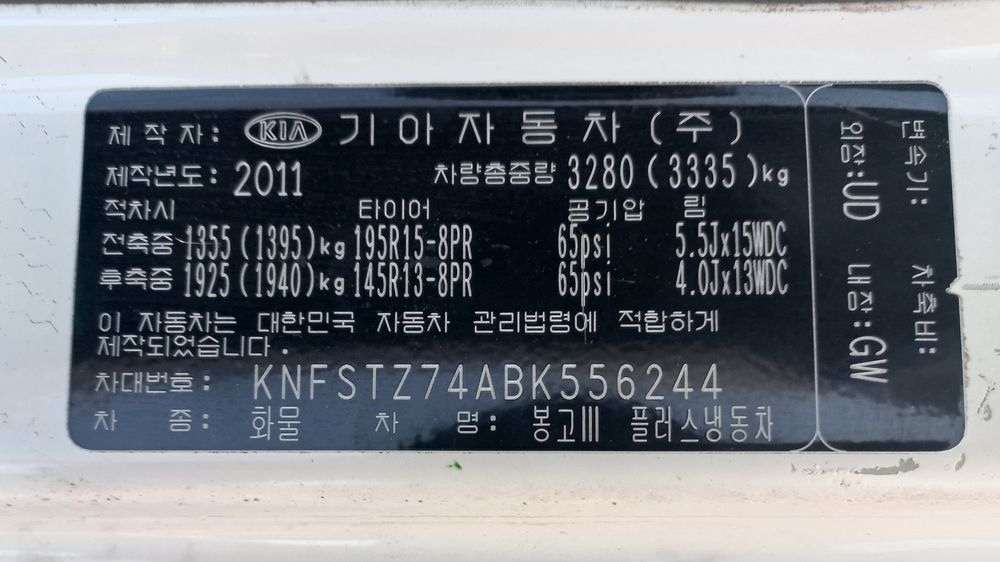 제 작 자 : KIA 기아자동차(주)
제작년도 : 2011 차량총중량 3280 (3335)kg
적차시 타이어 공기압 림
전축중 1355 (1395)kg 195R15-8PR 65psi 5.5Jx15WDC
후축중 1925 (1940)kg 145R13-8PR 65psi 4.0Jx13WDC
이 자동차는 대한민국 자동차 관리법령에 적합하게
제작되었습니다.
차대번호: KNFSTZ74ABK556244
차 종: 화물 차 명: 봉고III 플러스냉동차
변속기: 차축비:
외장:UD 내장:GW